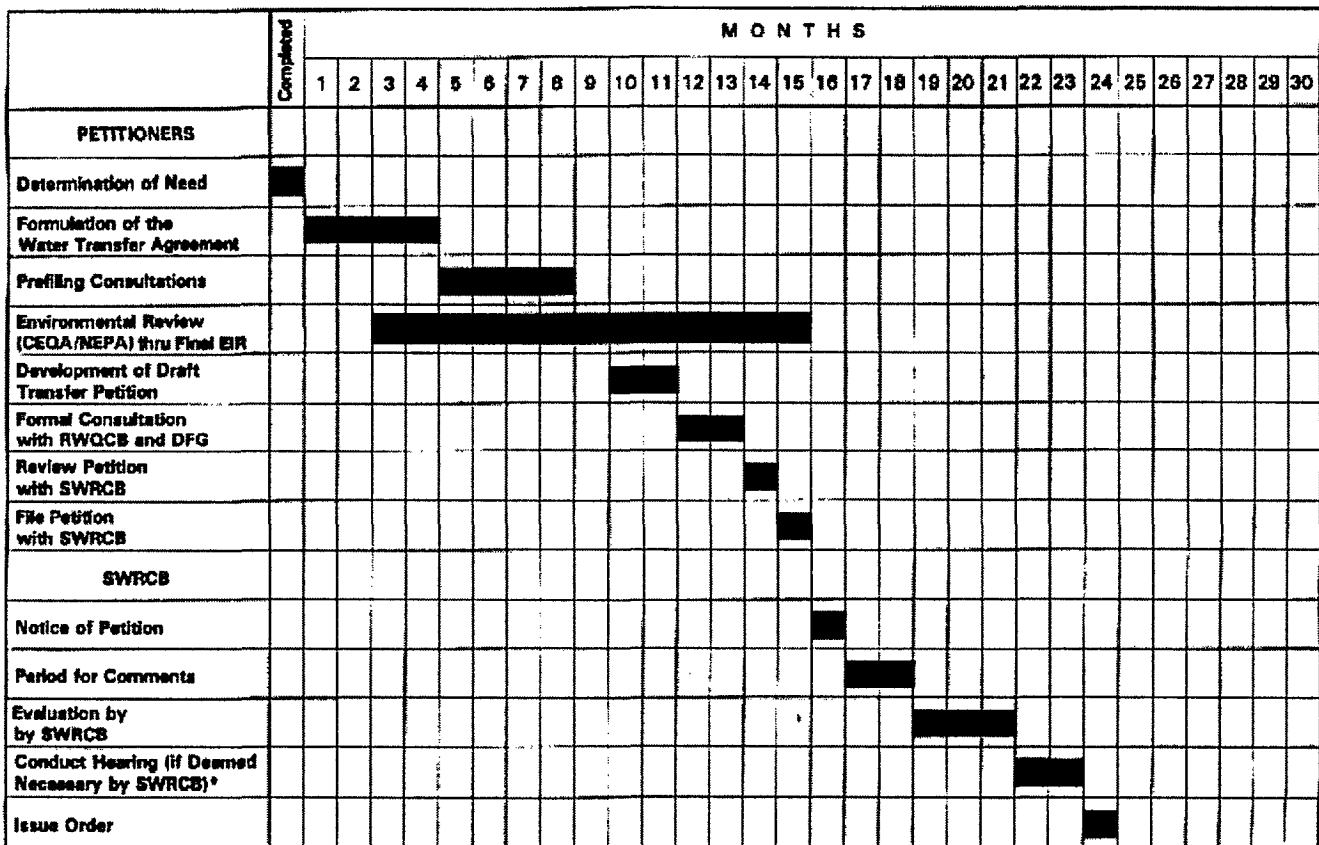 MONTHS
Completed
1 2 3 4 5 6 7 8 9 10 11 12 13 14 15 16 17 18 19 20 21 22 23 24 25 26 27 28 29 30
PETITIONERS
Determination of Need
Formulation of the
Water Transfer Agreement
Prefiling Consultations
Environmental Review
(CEQA/NEPA) thru Final EIR
Development of Draft
Transfer Petition
Formal Consultation
with RWQCB and DFG
Review Petition
with SWRCB
File Petition
with SWRCB
SWRCB
Notice of Petition
Period for Comments
Evaluation by
by SWRCB
Conduct Hearing (if Deemed
Necessary by SWRCB)*
Issue Order